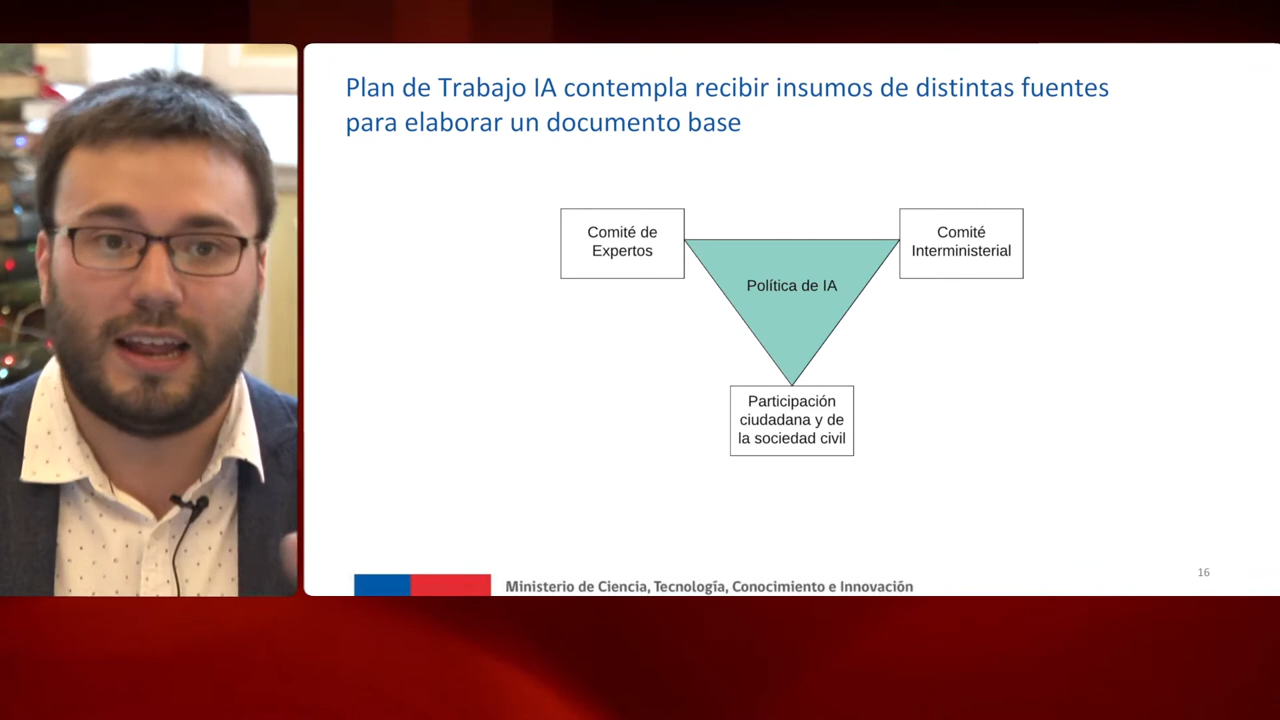 Plan de Trabajo IA contempla recibir insumos de distintas fuentes
para elaborar un documento base
Comité de
Expertos
Comité
Interministerial
Política de IA
Participación
ciudadana y de
la sociedad civil
16
Ministerio de Ciencia, Tecnología, Conocimiento e Innovación